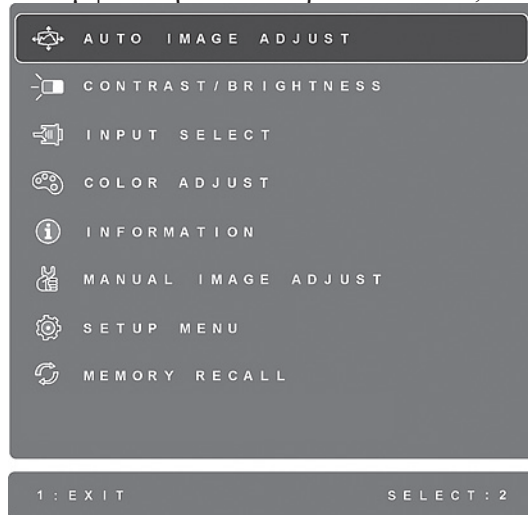 AUTO IMAGE ADJUST
CONTRAST/BRIGHTNESS
INPUT SELECT
COLOR ADJUST
INFORMATION
MANUAL IMAGE ADJUST
SETUP MENU
MEMORY RECALL
1:EXIT SELECT:2